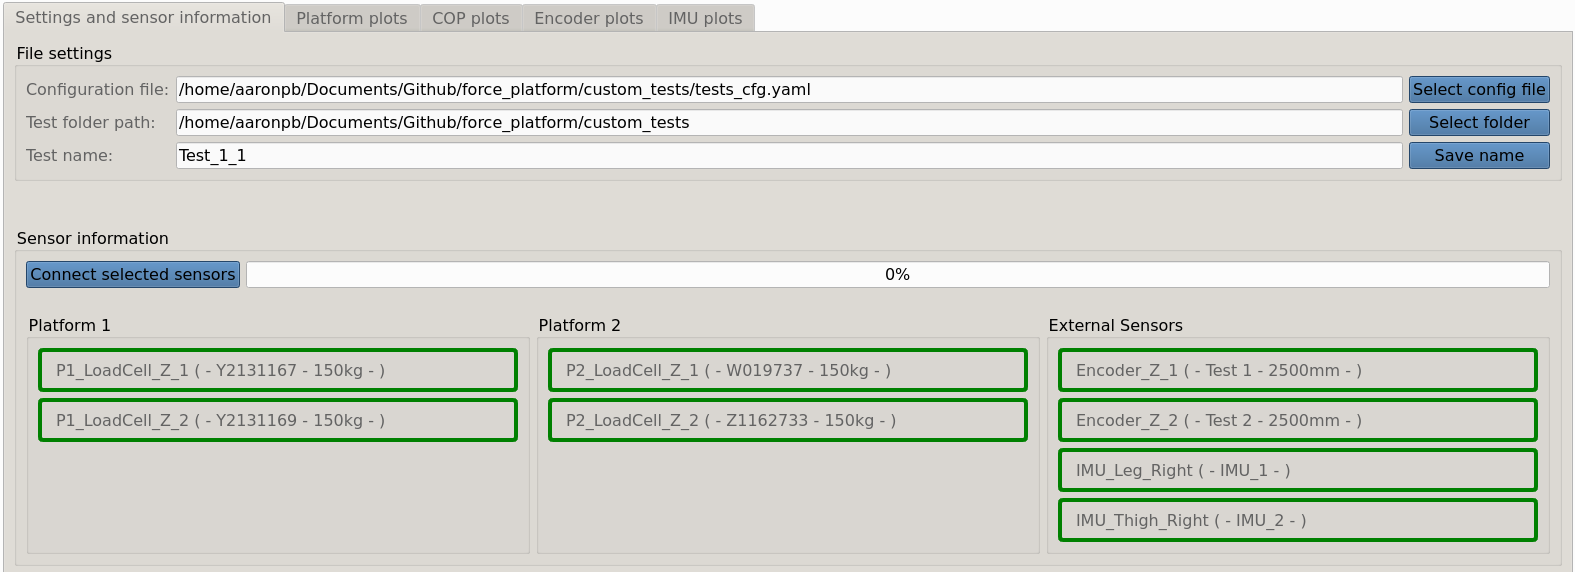 Settings and sensor information Platform plots COP plots Encoder plots IMU plots
File settings
Configuration file: /home/aaronpb/Documents/Github/force_platform/custom_tests/tests_cfg.yaml Select config file
Test folder path: /home/aaronpb/Documents/Github/force_platform/custom_tests Select folder
Test name: Test_1_1 Save name
Sensor information
Connect selected sensors 0%
Platform 1 Platform 2 External Sensors
P1_LoadCell_Z_1 ( - Y2131167 - 150kg - ) P2_LoadCell_Z_1 ( - W019737 - 150kg - ) Encoder_Z_1 ( - Test 1 - 2500mm - )
P1_LoadCell_Z_2 ( - Y2131169 - 150kg - ) P2_LoadCell_Z_2 ( - Z1162733 - 150kg - ) Encoder_Z_2 ( - Test 2 - 2500mm - )
IMU_Leg_Right ( - IMU_1 - )
IMU_Thigh_Right ( - IMU_2 - )